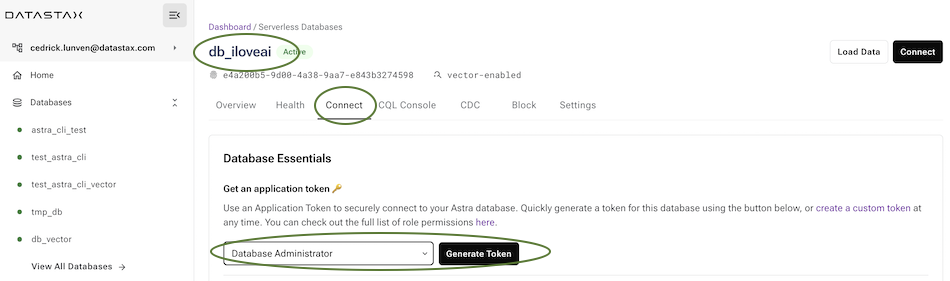 DATASTAX
cedrick.lunven@datastax.com
Home
Databases
astra_cli_test
test_astra_cli
test_astra_cli_vector
tmp_db
db_vector
View All Databases →
Dashboard / Serverless Databases
db_iloveai Active
Load Data Connect
e4a200b5-9d00-4a38-9aa7-e843b3274598 vector-enabled
Overview Health Connect CQL Console CDC Block Settings
Database Essentials
Get an application token 🔑
Use an Application Token to securely connect to your Astra database. Quickly generate a token for this database using the button below, or create a custom token at
any time. You can check out the full list of role permissions here.
Database Administrator Generate Token